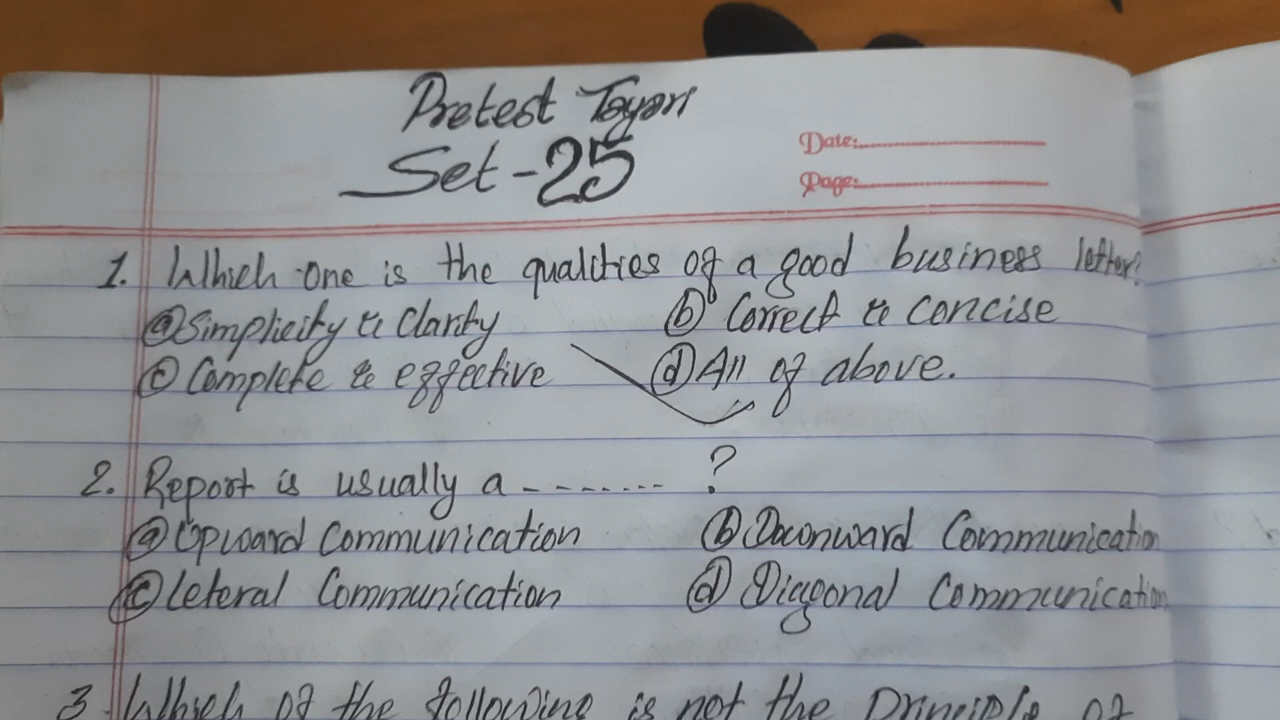 Pretest Tayari
Set-25
Date:
Page:
1. Which one is the qualities of a good business letter?
(a) Simplicity & Clarity (b) Correct & concise
(c) Complete & effective (d) All of above.
2. Report is usually a -------- ?
(a) Upward Communication (b) Downward Communication
(c) Leteral Communication (d) Diagonal Communication
3. Which of the following is not the Principle of